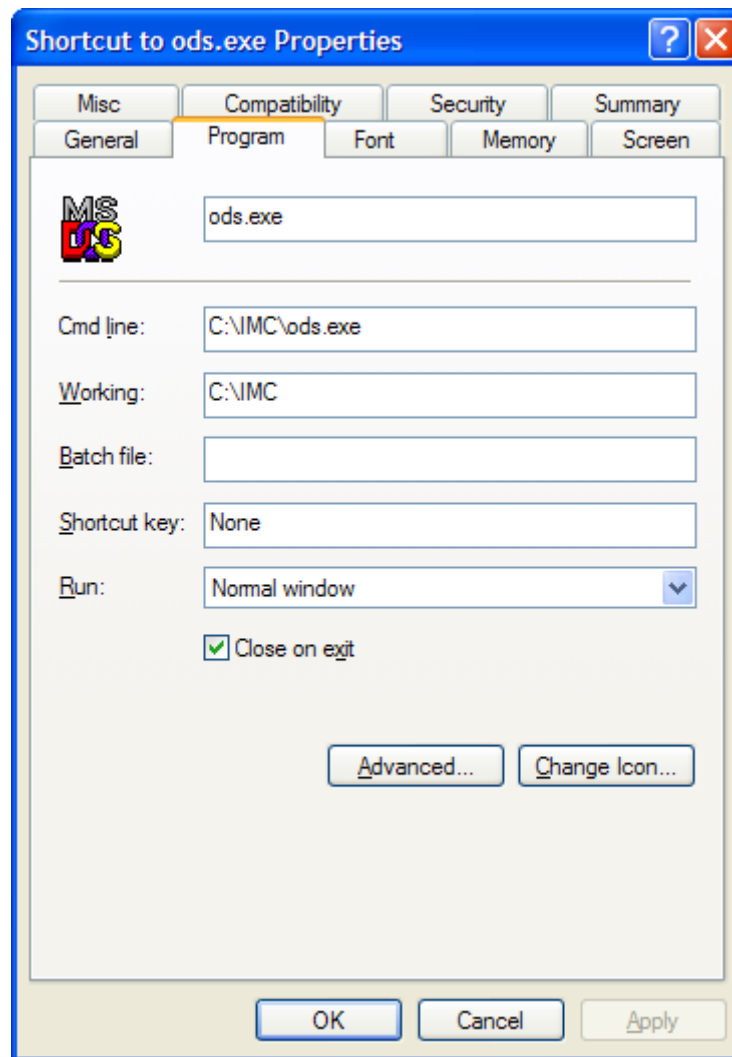 Shortcut to ods.exe Properties
Misc Compatibility Security Summary
General Program Font Memory Screen
MS
DOS
ods.exe
Cmd line: C:\IMC\ods.exe
Working: C:\IMC
Batch file:
Shortcut key: None
Run: Normal window
Close on exit
Advanced... Change Icon...
OK Cancel Apply